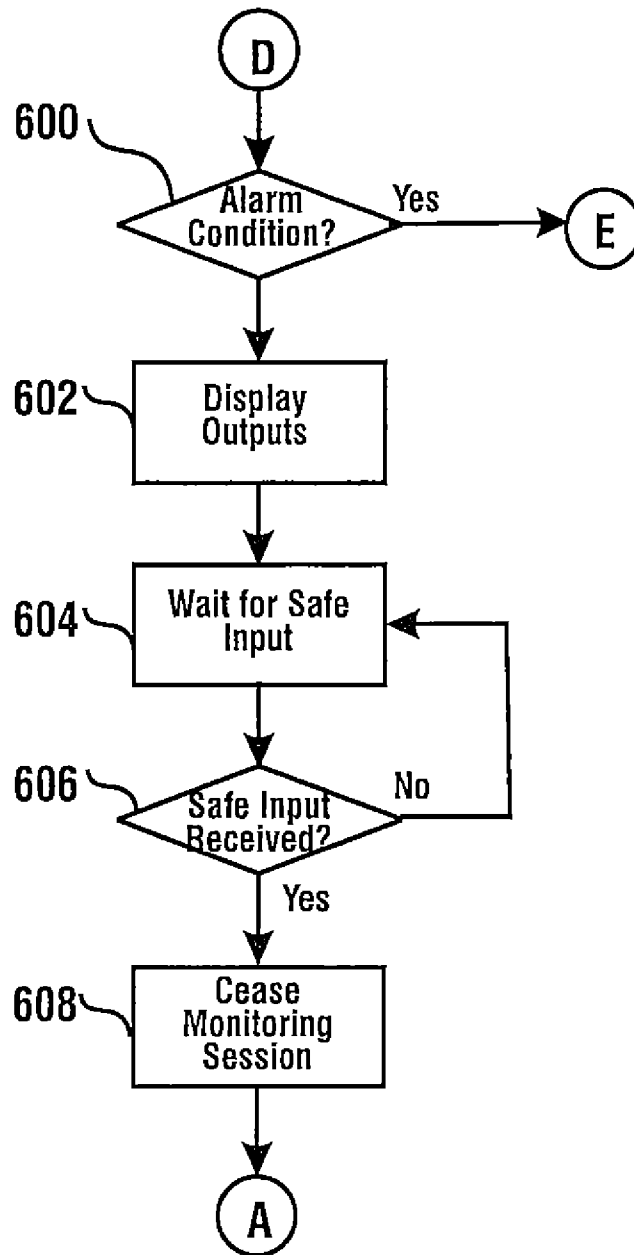 D
600
Alarm
Condition?
Yes
E
602
Display
Outputs
604
Wait for Safe
Input
606
Safe Input
Received?
No
Yes
608
Cease
Monitoring
Session
A